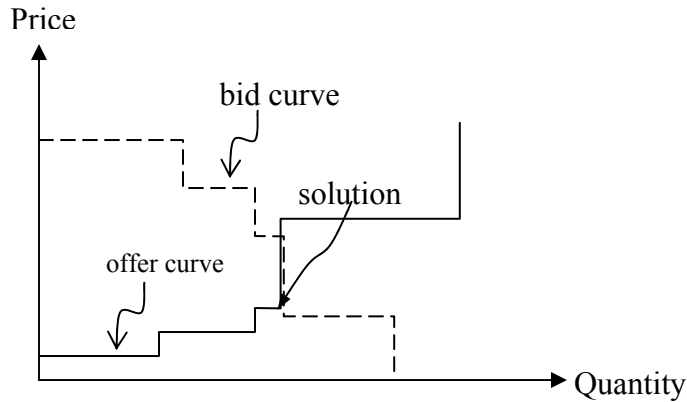 Price
bid curve
solution
offer curve
Quantity